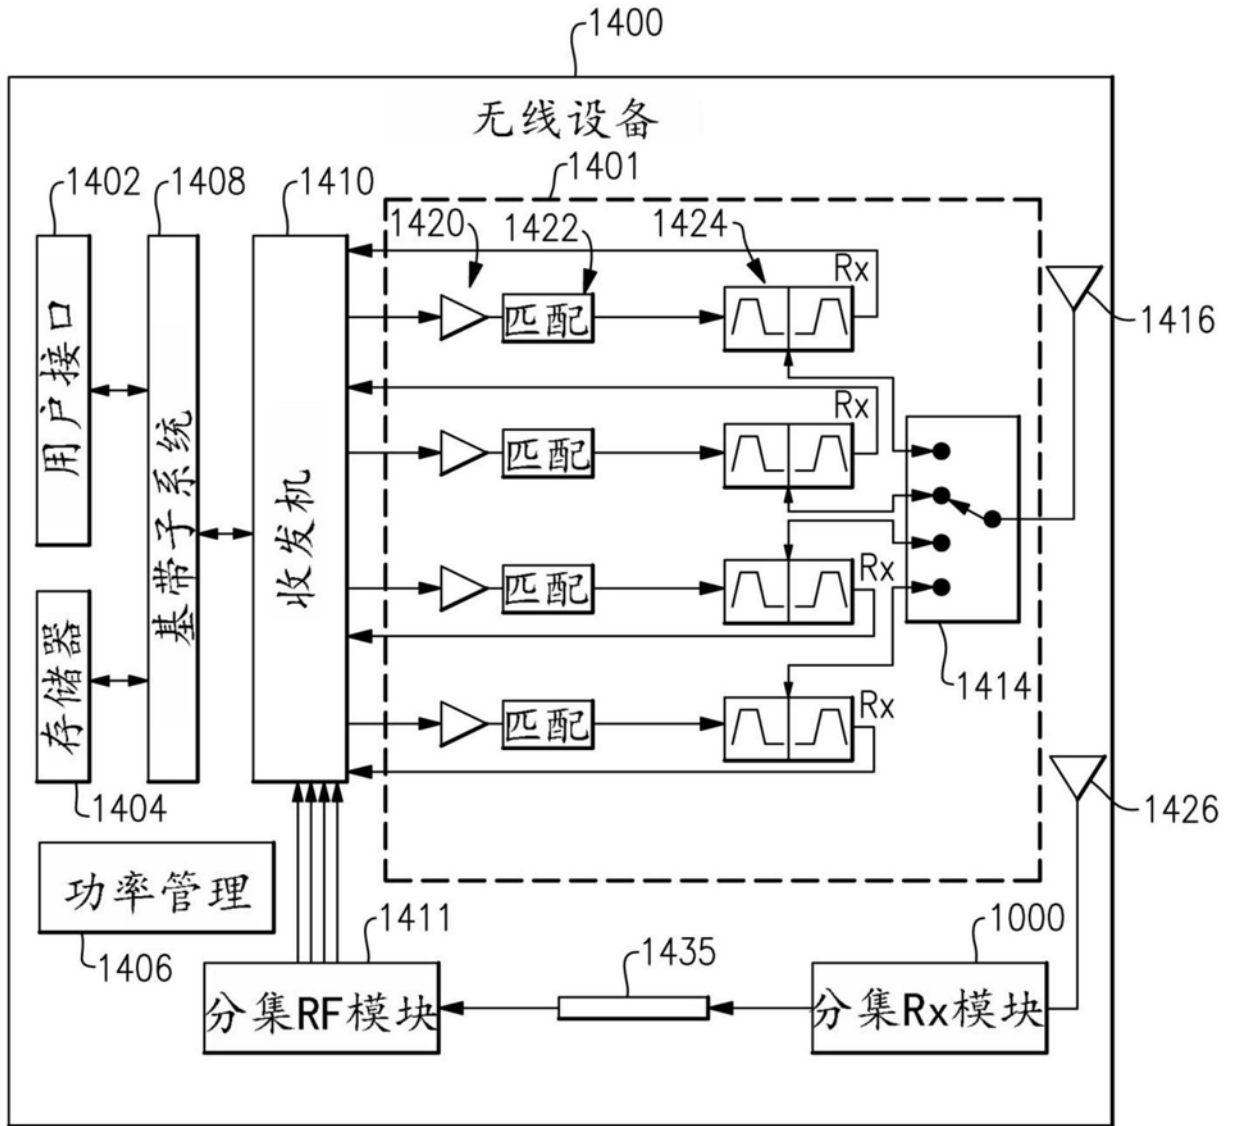 1400
无线设备
1402
1408
1410
1401
1420
1422
1424
Rx
匹配
1416
用户接口
基带子系统
收发机
Rx
匹配
Rx
匹配
1414
存储器
Rx
匹配
1404
1426
功率管理
1406
1411
1435
1000
分集RF模块
分集Rx模块